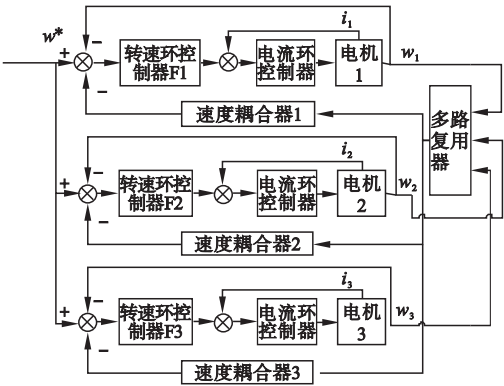 w*
+
−
−
转速环控
制器F1
i1
电流环
控制器
电机
1
w1
速度耦合器1
多路
复用
器
+
−
−
转速环控
制器F2
i2
电流环
控制器
电机
2
w2
速度耦合器2
+
−
−
转速环控
制器F3
i3
电流环
控制器
电机
3
w3
速度耦合器3